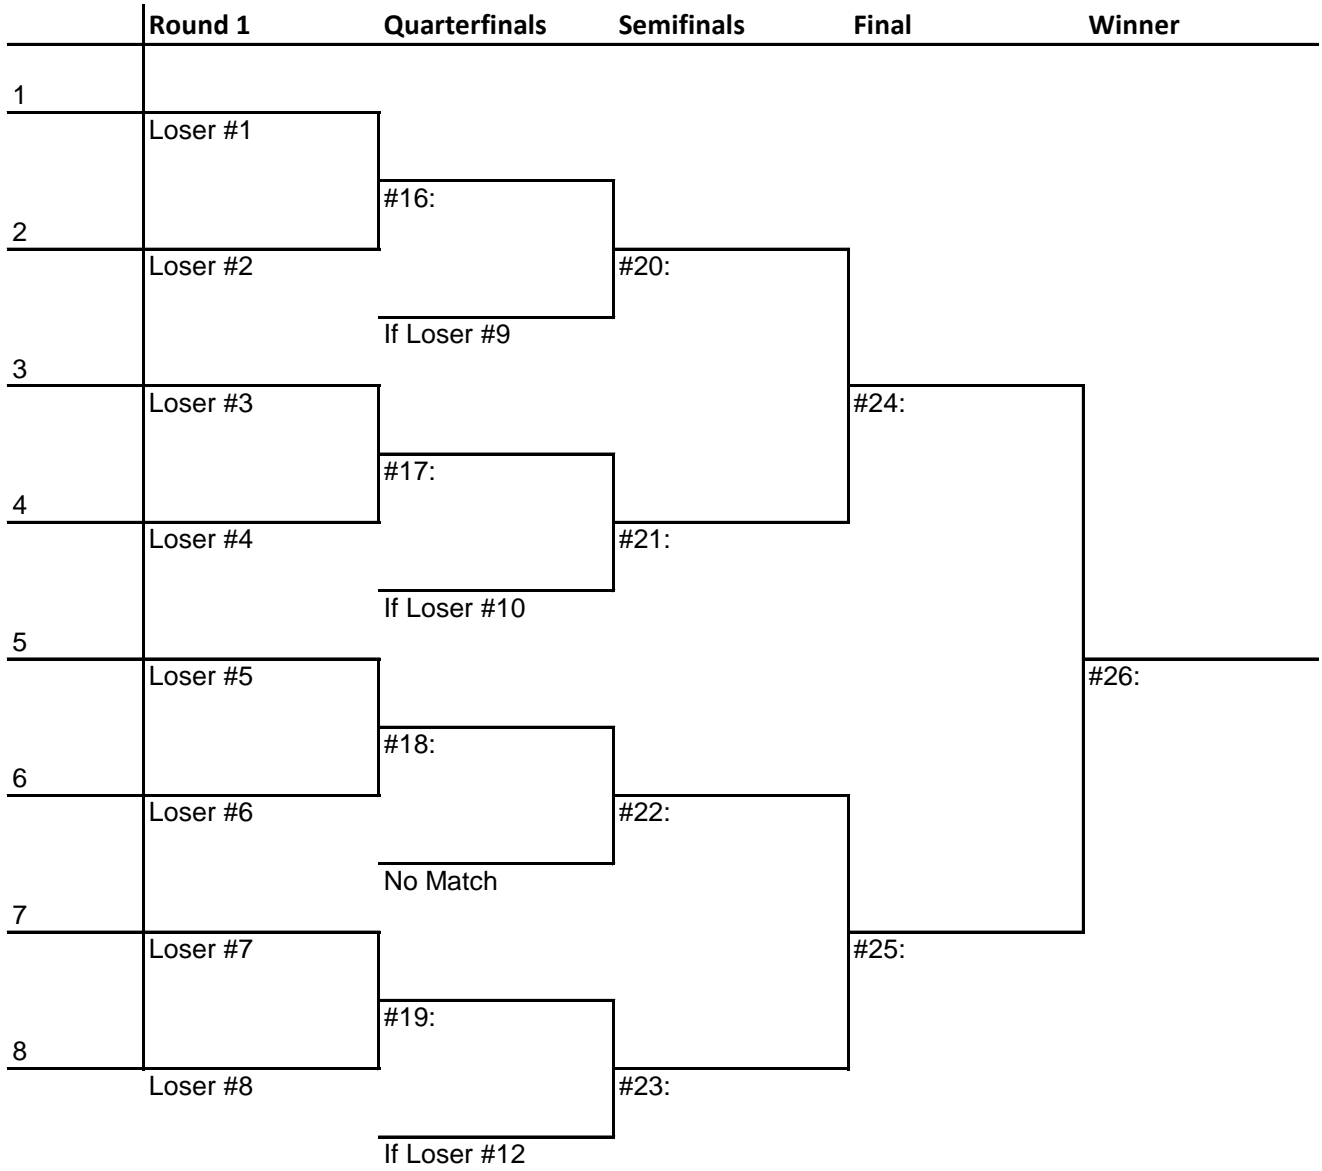 Round 1 Quarterfinals Semifinals Final Winner
1
Loser #1
#16:
2
Loser #2 #20:
If Loser #9
3
Loser #3 #24:
#17:
4
Loser #4 #21:
If Loser #10
5
Loser #5 #26:
#18:
6
Loser #6 #22:
No Match
7
Loser #7 #25:
#19:
8
Loser #8 #23:
If Loser #12